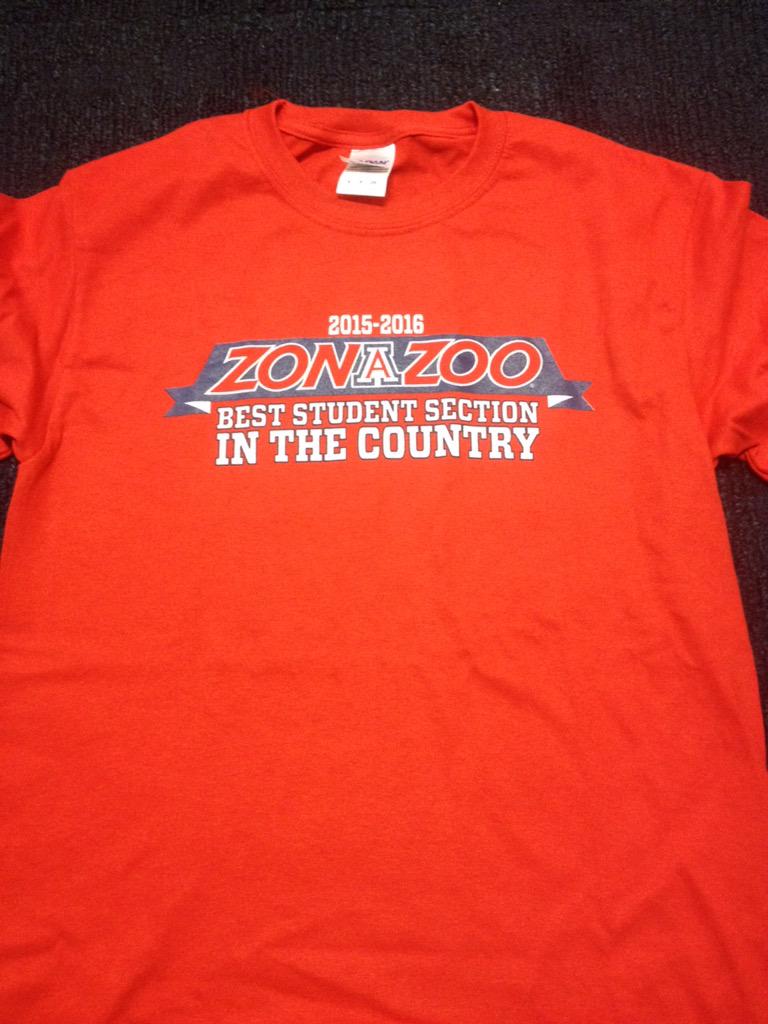 2015-2016
ZONAZOO
BEST STUDENT SECTION
IN THE COUNTRY